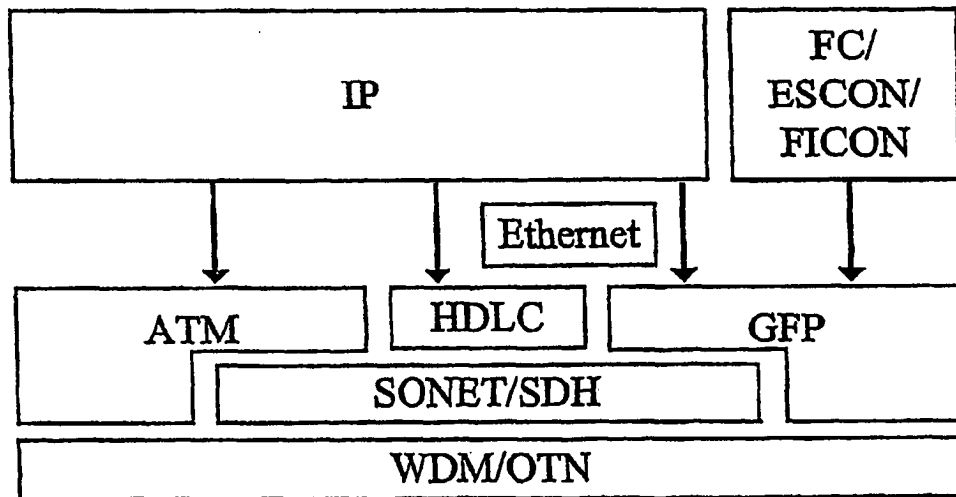 IP
FC/
ESCON/
FICON
Ethernet
ATM
HDLC
GFP
SONET/SDH
WDM/OTN